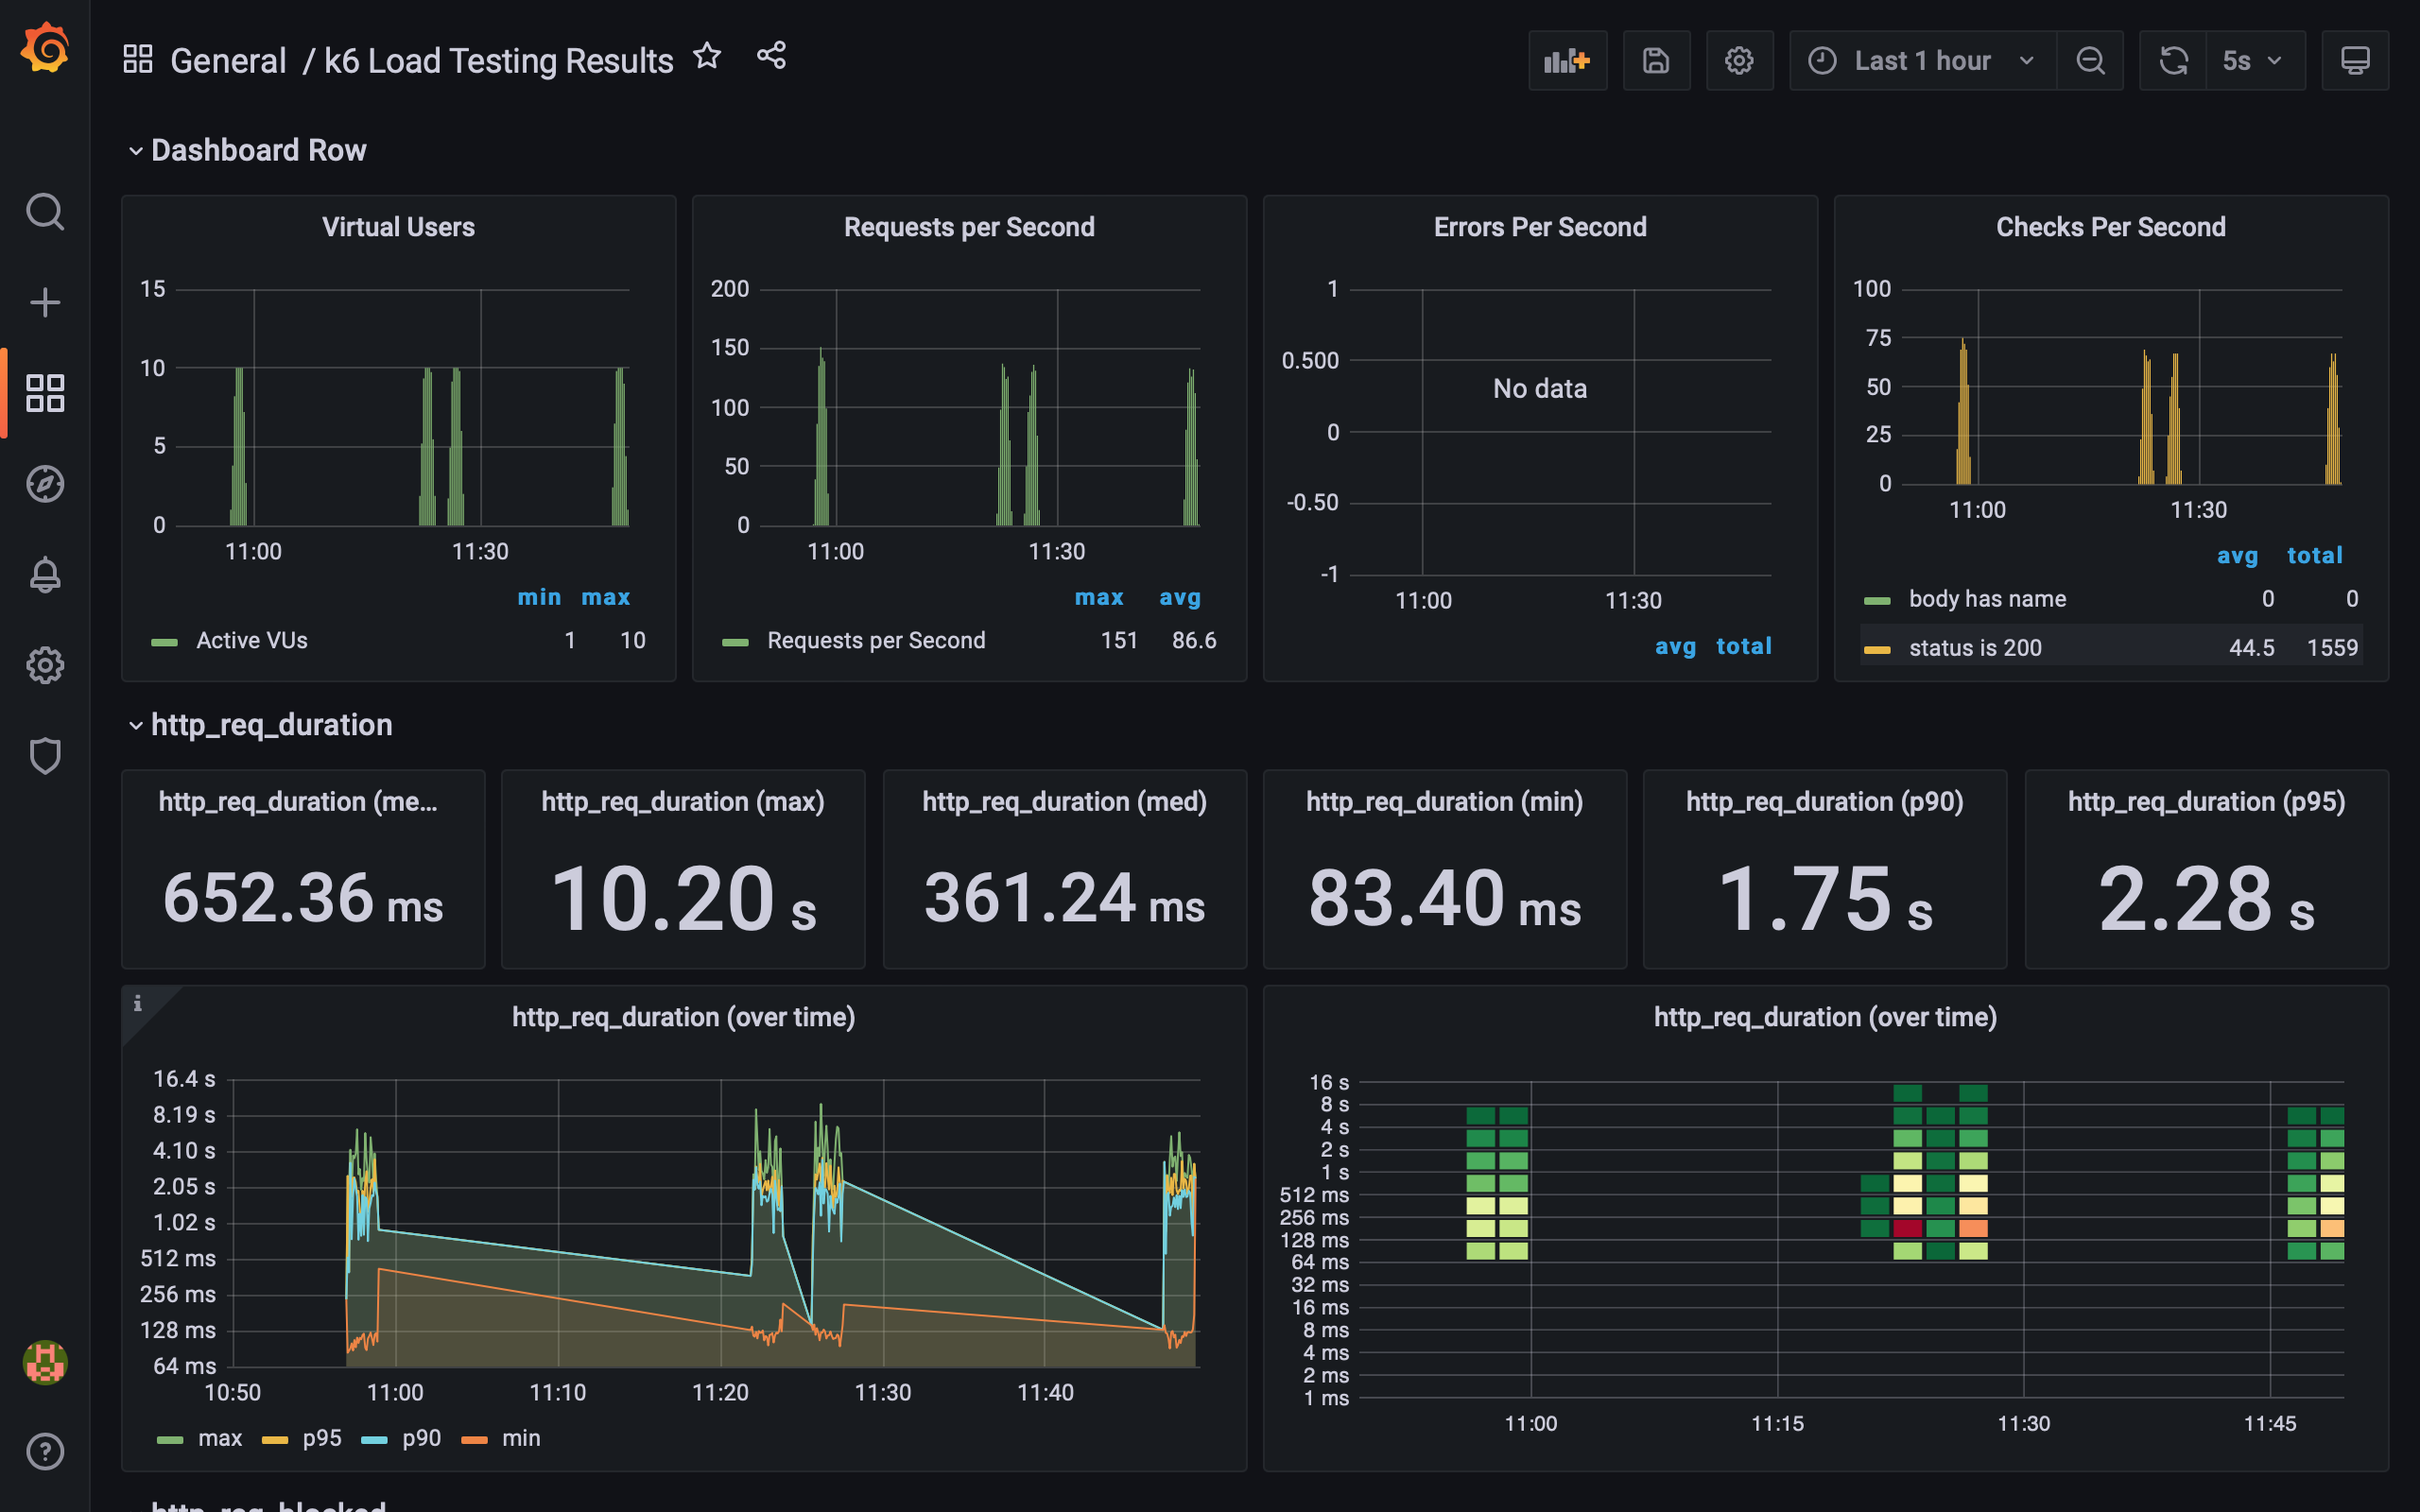 General / k6 Load Testing Results
Last 1 hour
5s
Dashboard Row
Virtual Users
15
10
5
0
11:00 11:30
min max
Active VUs 1 10
Requests per Second
200
150
100
50
0
11:00 11:30
max avg
Requests per Second 151 86.6
Errors Per Second
1
0.500
No data
0
-0.50
-1
11:00 11:30
avg total
Checks Per Second
100
75
50
25
0
11:00 11:30
avg total
body has name 0 0
status is 200 44.5 1559
http_req_duration
http_req_duration (me...
652.36 ms
http_req_duration (max)
10.20 s
http_req_duration (med)
361.24 ms
http_req_duration (min)
83.40 ms
http_req_duration (p90)
1.75 s
http_req_duration (p95)
2.28 s
i
http_req_duration (over time)
16.4 s
8.19 s
4.10 s
2.05 s
1.02 s
512 ms
256 ms
128 ms
64 ms
10:50 11:00 11:10 11:20 11:30 11:40
max p95 p90 min
http_req_duration (over time)
16 s
8 s
4 s
2 s
1 s
512 ms
256 ms
128 ms
64 ms
32 ms
16 ms
8 ms
4 ms
2 ms
1 ms
11:00 11:15 11:30 11:45
http_req_blocked